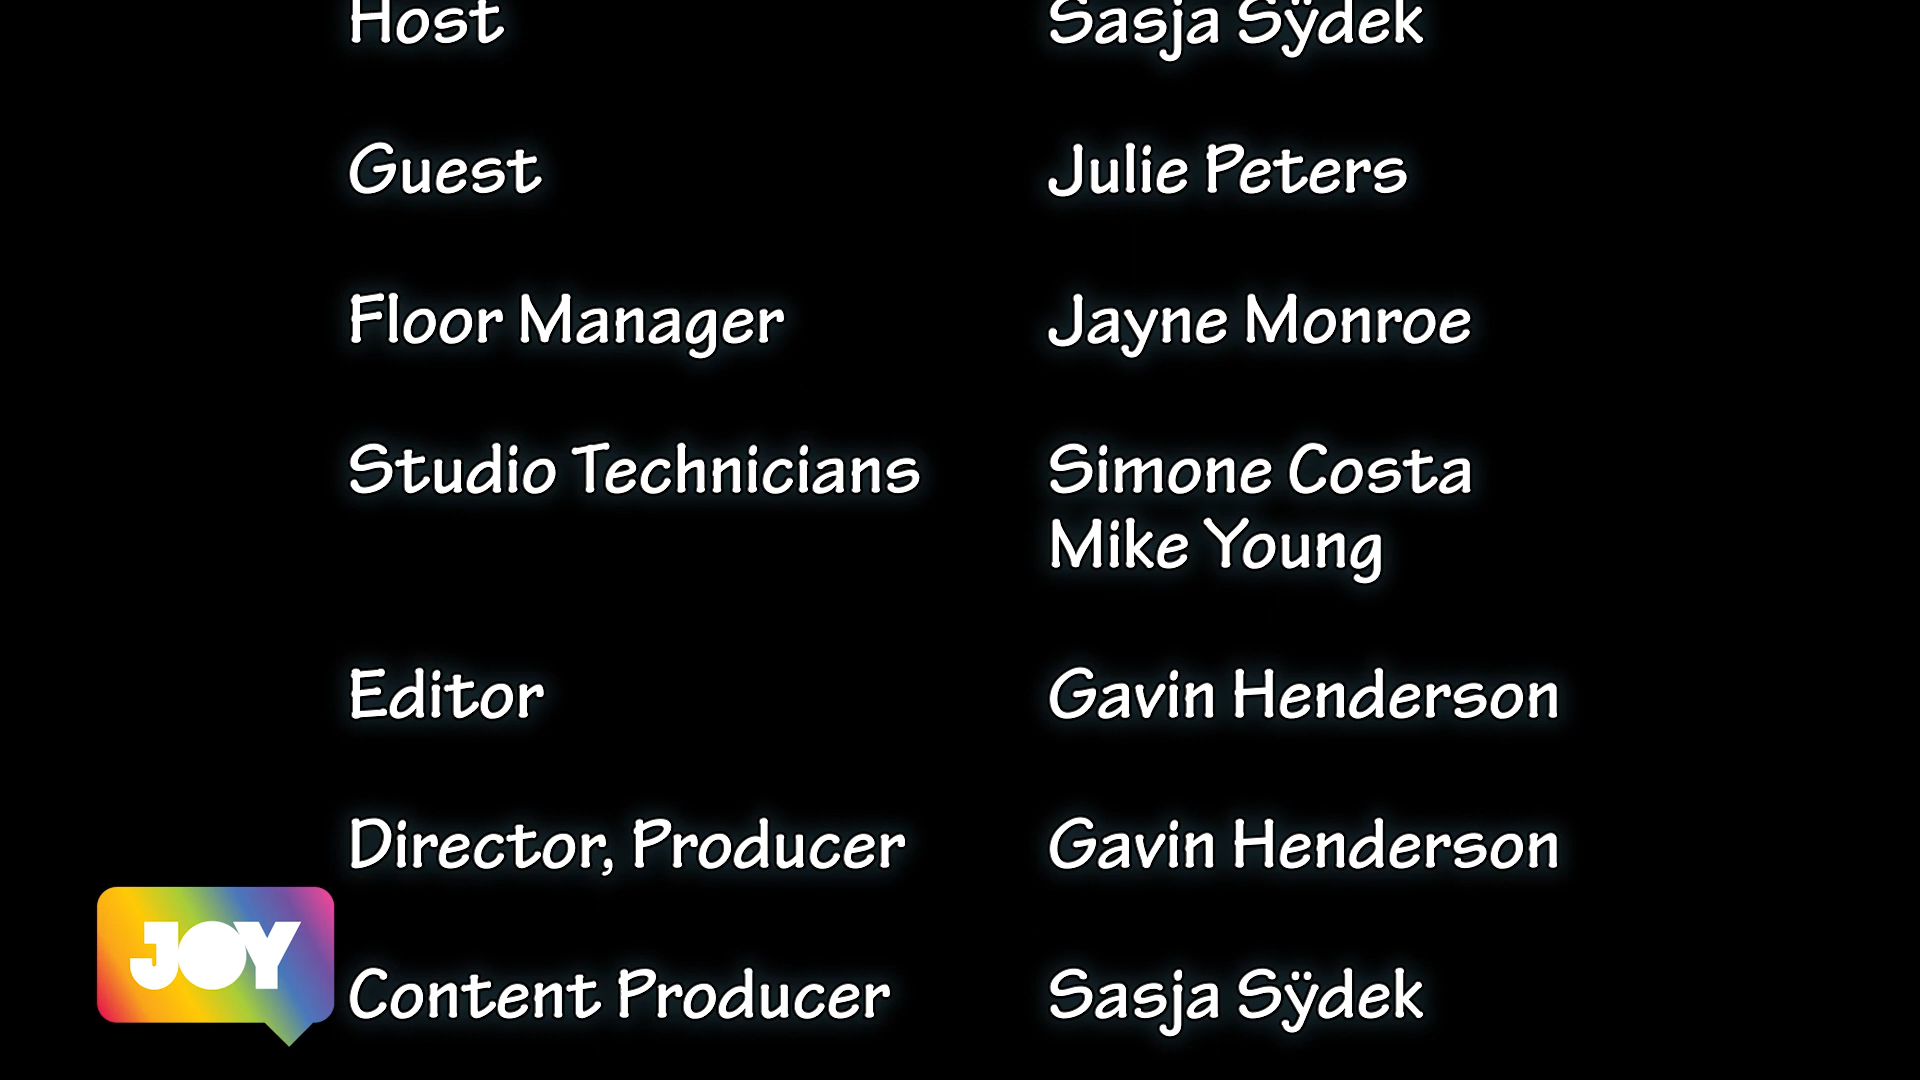 Host Sasja Sÿdek
Guest Julie Peters
Floor Manager Jayne Monroe
Studio Technicians Simone Costa
Mike Young
Editor Gavin Henderson
Director, Producer Gavin Henderson
JOY
Content Producer Sasja Sÿdek